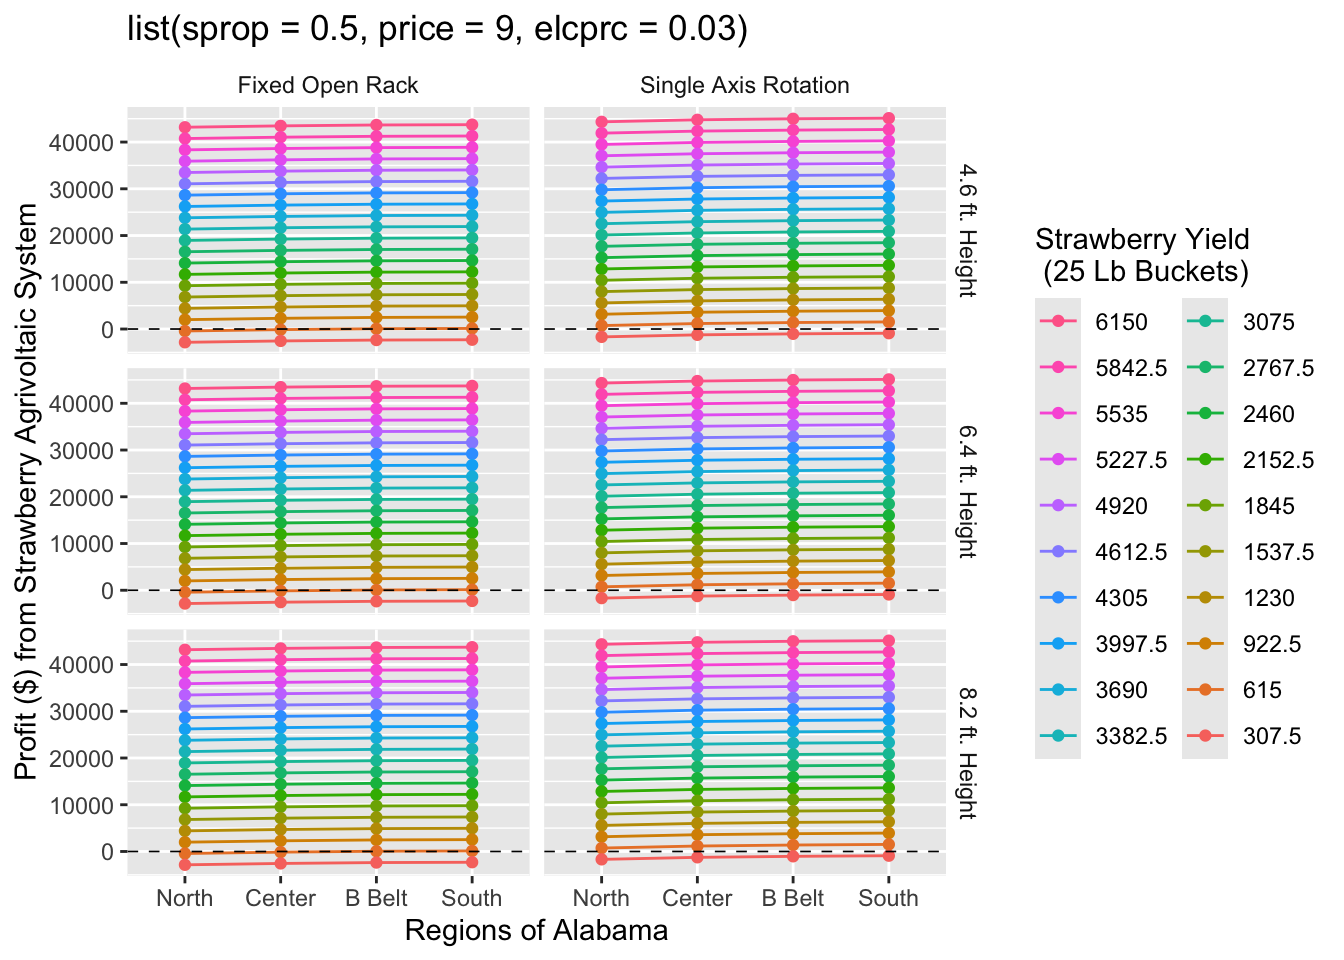 list(sprop = 0.5, price = 9, elcprc = 0.03)
Fixed Open Rack
Single Axis Rotation
Profit ($) from Strawberry Agrivoltaic System
40000
30000
20000
10000
0
4.6 ft. Height
40000
30000
20000
10000
0
6.4 ft. Height
40000
30000
20000
10000
0
8.2 ft. Height
North Center B Belt South
North Center B Belt South
Regions of Alabama
Strawberry Yield
(25 Lb Buckets)
6150 3075
5842.5 2767.5
5535 2460
5227.5 2152.5
4920 1845
4612.5 1537.5
4305 1230
3997.5 922.5
3690 615
3382.5 307.5